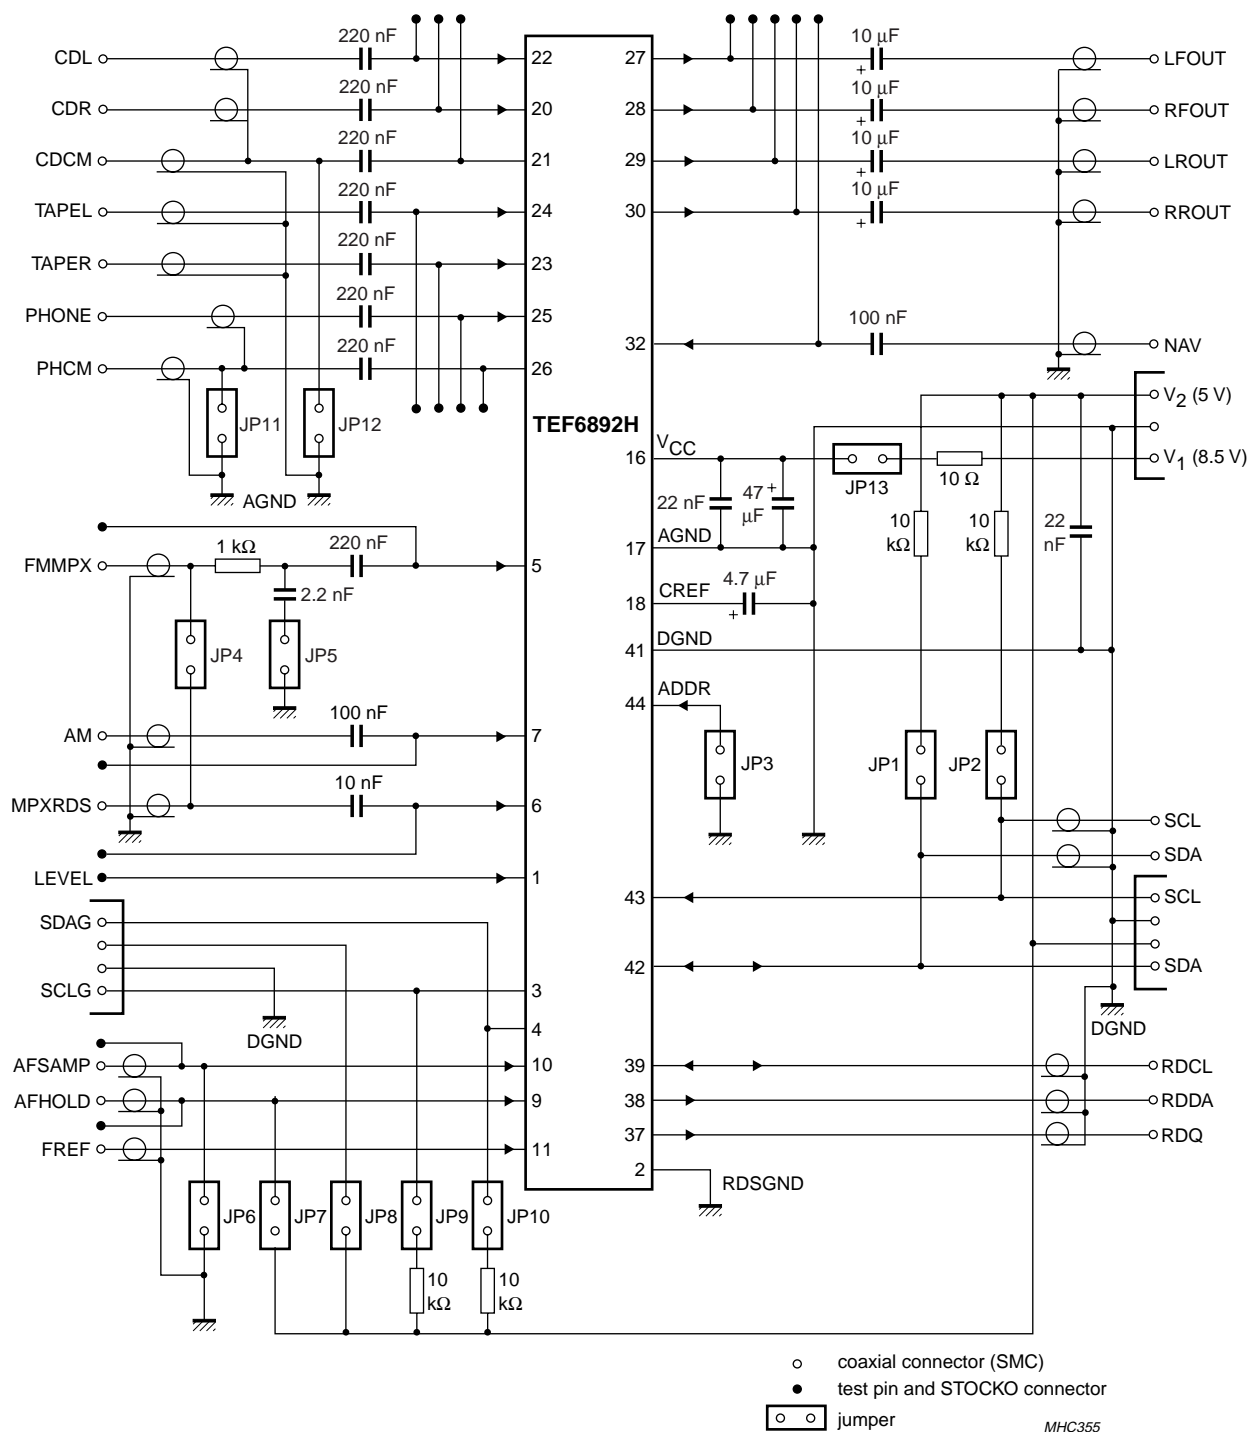 CDL
220 nF
22
CDR
220 nF
20
CDCM
220 nF
21
TAPEL
220 nF
24
TAPER
220 nF
23
PHONE
220 nF
25
PHCM
220 nF
26
JP11
JP12
AGND
TEF6892H
27
10 μF
+
LFOUT
28
10 μF
+
RFOUT
29
10 μF
+
LROUT
30
10 μF
+
RROUT
32
100 nF
NAV
V2 (5 V)
16
VCC
JP13
10 Ω
V1 (8.5 V)
22 nF
47 +
μF
10
kΩ
10
kΩ
22
nF
AGND
17
CREF
18
4.7 μF
+
DGND
41
ADDR
44
JP3
JP1
JP2
FMMPX
1 kΩ
220 nF
5
2.2 nF
JP4
JP5
AM
100 nF
7
MPXRDS
10 nF
6
LEVEL
1
SCL
SDA
43
SCL
42
SDA
DGND
SDAG
SCLG
3
4
DGND
AFSAMP
10
AFHOLD
9
FREF
11
39
RDCL
38
RDDA
37
RDQ
2
RDSGND
JP6
JP7
JP8
JP9
JP10
10
kΩ
10
kΩ
coaxial connector (SMC)
test pin and STOCKO connector
jumper
MHC355